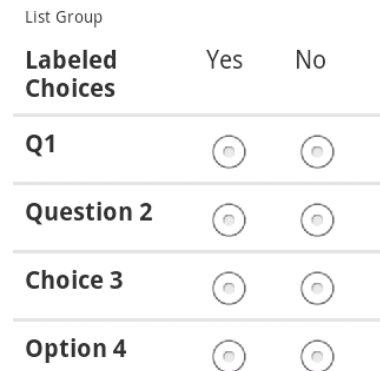 List Group
Labeled Yes No
Choices
Q1
Question 2
Choice 3
Option 4